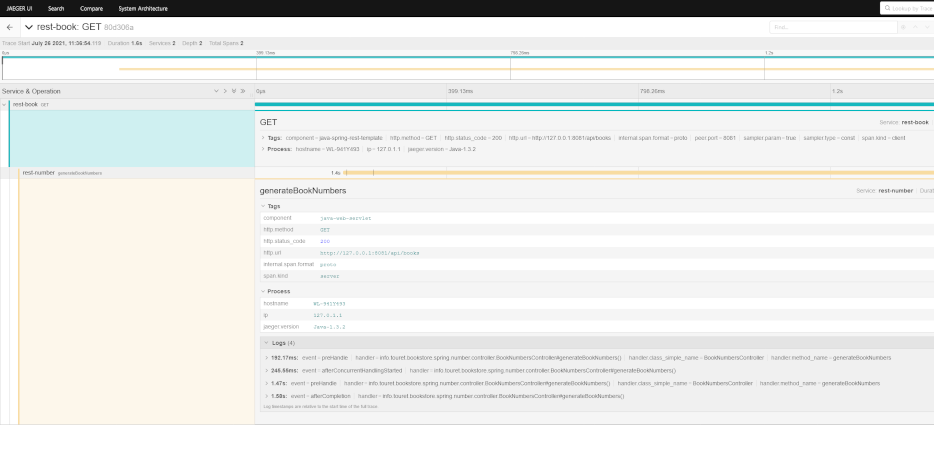 JAEGER UI Search Compare System Architecture Lookup by Trace
rest-book: GET 80d306a Find...
Trace Start July 26 2021, 11:36:54.119 Duration 1.6s Services 2 Depth 2 Total Spans 2
0μs 399.13ms 798.26ms 1.2s
Service & Operation 0μs 399.13ms 798.26ms 1.2s
rest-book GET
GET Service: rest-book
Tags: component = java-spring-rest-template http.method = GET http.status_code = 200 http.url = http://127.0.0.1:8081/api/books internal.span.format = proto peer.port = 8081 sampler.param = true sampler.type = const span.kind = client
Process: hostname = WL-941Y493 ip = 127.0.1.1 jaeger.version = Java-1.3.2
rest-number generateBookNumbers 1.4s
generateBookNumbers Service: rest-number Durati
Tags
component java-web-servlet
http.method GET
http.status_code 200
http.url http://127.0.0.1:8081/api/books
internal.span.format proto
span.kind server
Process
hostname WL-941Y493
ip 127.0.1.1
jaeger.version Java-1.3.2
Logs (4)
192.17ms: event = preHandle handler = info.touret.bookstore.spring.number.controller.BookNumbersController#generateBookNumbers() handler.class_simple_name = BookNumbersController handler.method_name = generateBookNumbers
event = afterConcurrentHandlingStarted handler = info.touret.bookstore.spring.number.controller.BookNumbersController#generateBookNumbers()
1.47s: event = preHandle handler = info.touret.bookstore.spring.number.controller.BookNumbersController#generateBookNumbers() handler.class_simple_name = BookNumbersController handler.method_name = generateBookNumbers
1.58s: event = afterCompletion handler = info.touret.bookstore.spring.number.controller.BookNumbersController#generateBookNumbers()
Log timestamps are relative to the start time of the full trace.